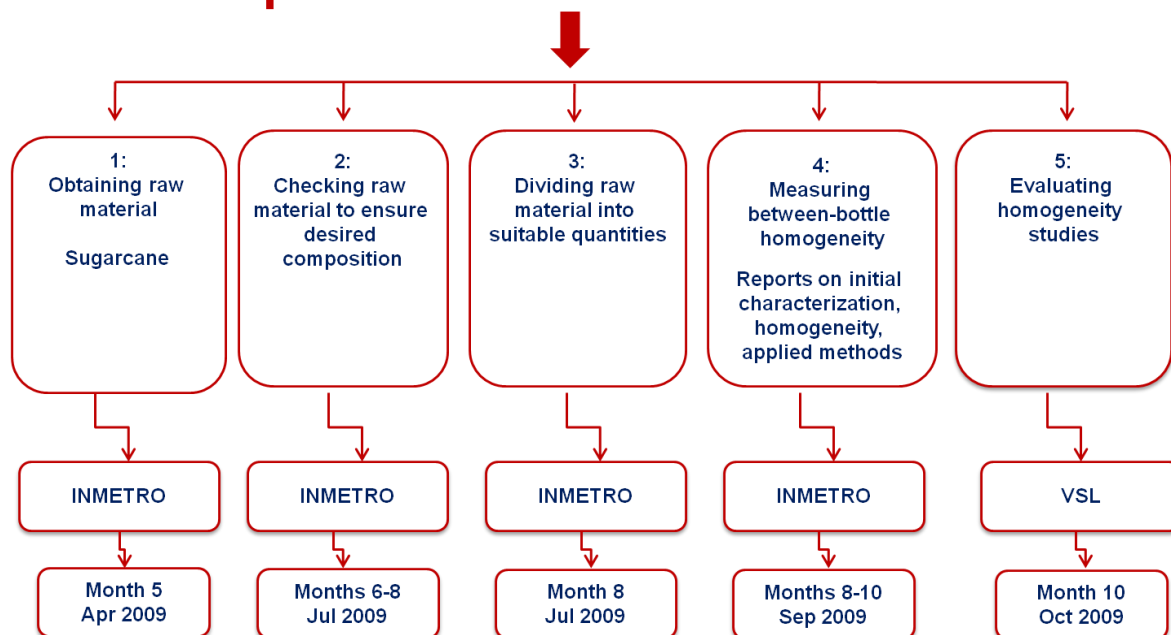 1:
Obtaining raw
material
Sugarcane
2:
Checking raw
material to ensure
desired
composition
3:
Dividing raw
material into
suitable quantities
4:
Measuring
between-bottle
homogeneity
Reports on initial
characterization,
homogeneity,
applied methods
5:
Evaluating
homogeneity
studies
INMETRO
INMETRO
INMETRO
INMETRO
VSL
Month 5
Apr 2009
Months 6-8
Jul 2009
Month 8
Jul 2009
Months 8-10
Sep 2009
Month 10
Oct 2009